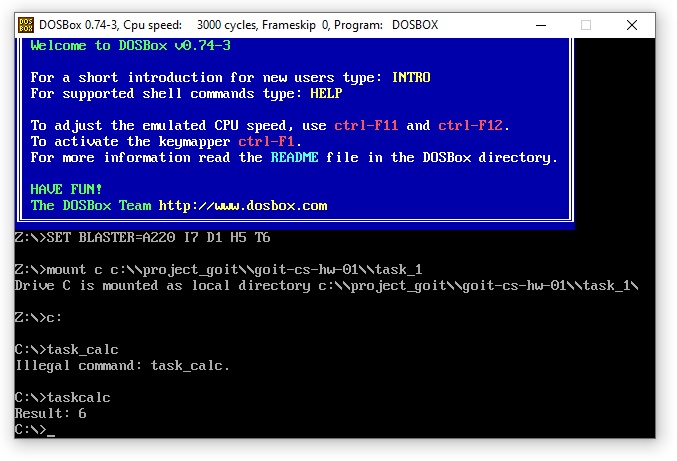 DOSBox 0.74-3, Cpu speed: 3000 cycles, Frameskip 0, Program: DOSBOX
Welcome to DOSBox v0.74-3
For a short introduction for new users type: INTRO
For supported shell commands type: HELP
To adjust the emulated CPU speed, use ctrl-F11 and ctrl-F12.
To activate the keymapper ctrl-F1.
For more information read the README file in the DOSBox directory.
HAVE FUN!
The DOSBox Team http://www.dosbox.com
Z:\>SET BLASTER=A220 I7 D1 H5 T6
Z:\>mount c c:\\project_goit\\goit-cs-hw-01\\task_1
Drive C is mounted as local directory c:\\project_goit\\goit-cs-hw-01\\task_1\
Z:\>c:
C:\>task_calc
Illegal command: task_calc.
C:\>taskcalc
Result: 6
C:\>_